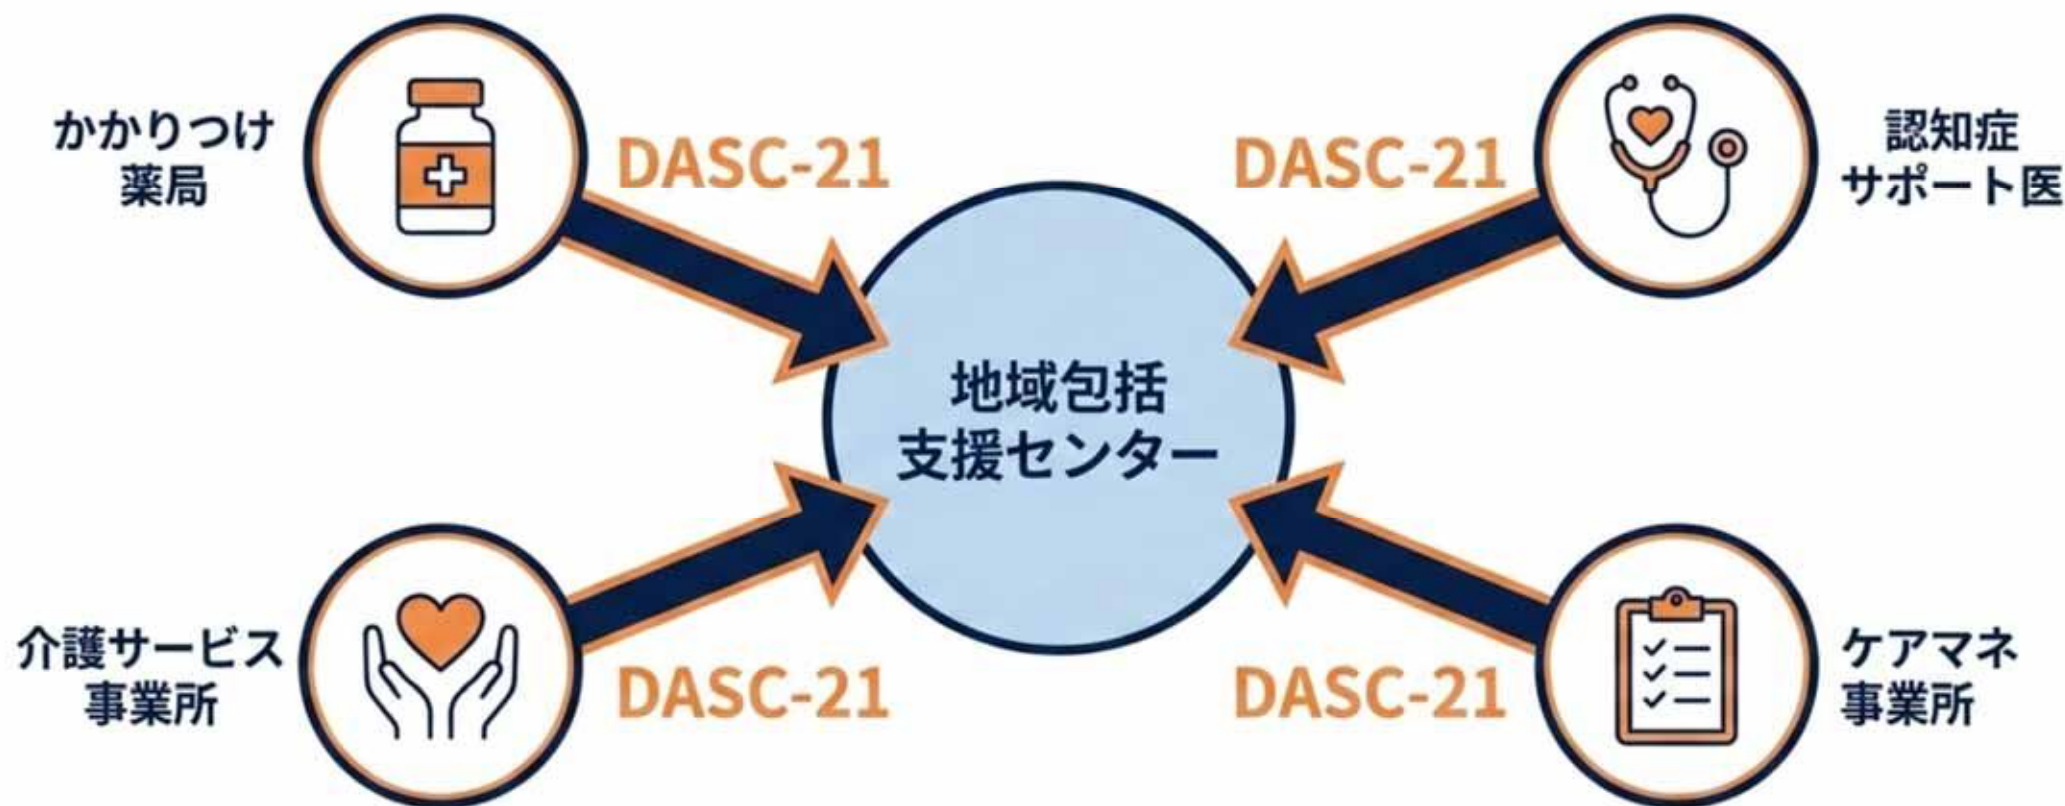 かかりつけ
薬局
DASC-21
DASC-21
認知症
サポート医
地域包括
支援センター
介護サービス
事業所
DASC-21
DASC-21
ケアマネ
事業所